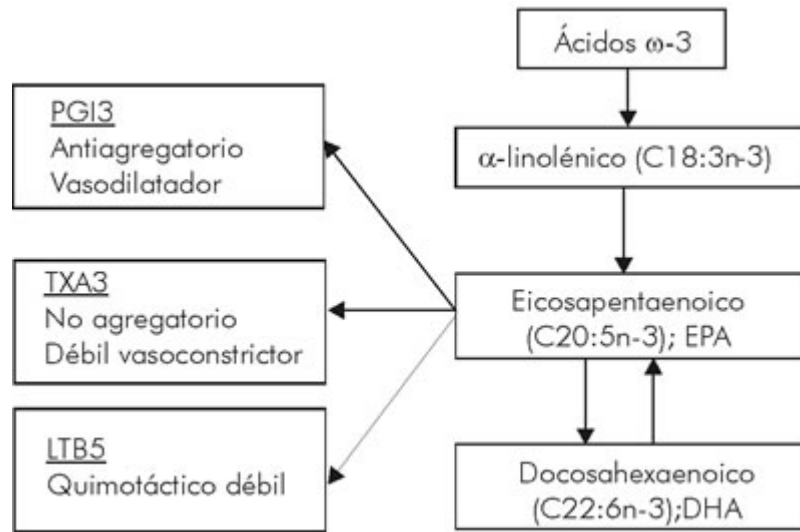 Ácidos ω-3
PGI3
Antiagregatorio
Vasodilatador
α-linolénico (C18:3n-3)
TXA3
No agregatorio
Débil vasoconstrictor
Eicosapentaenoico
(C20:5n-3); EPA
LTB5
Quimotáctico débil
Docosahexaenoico
(C22:6n-3);DHA